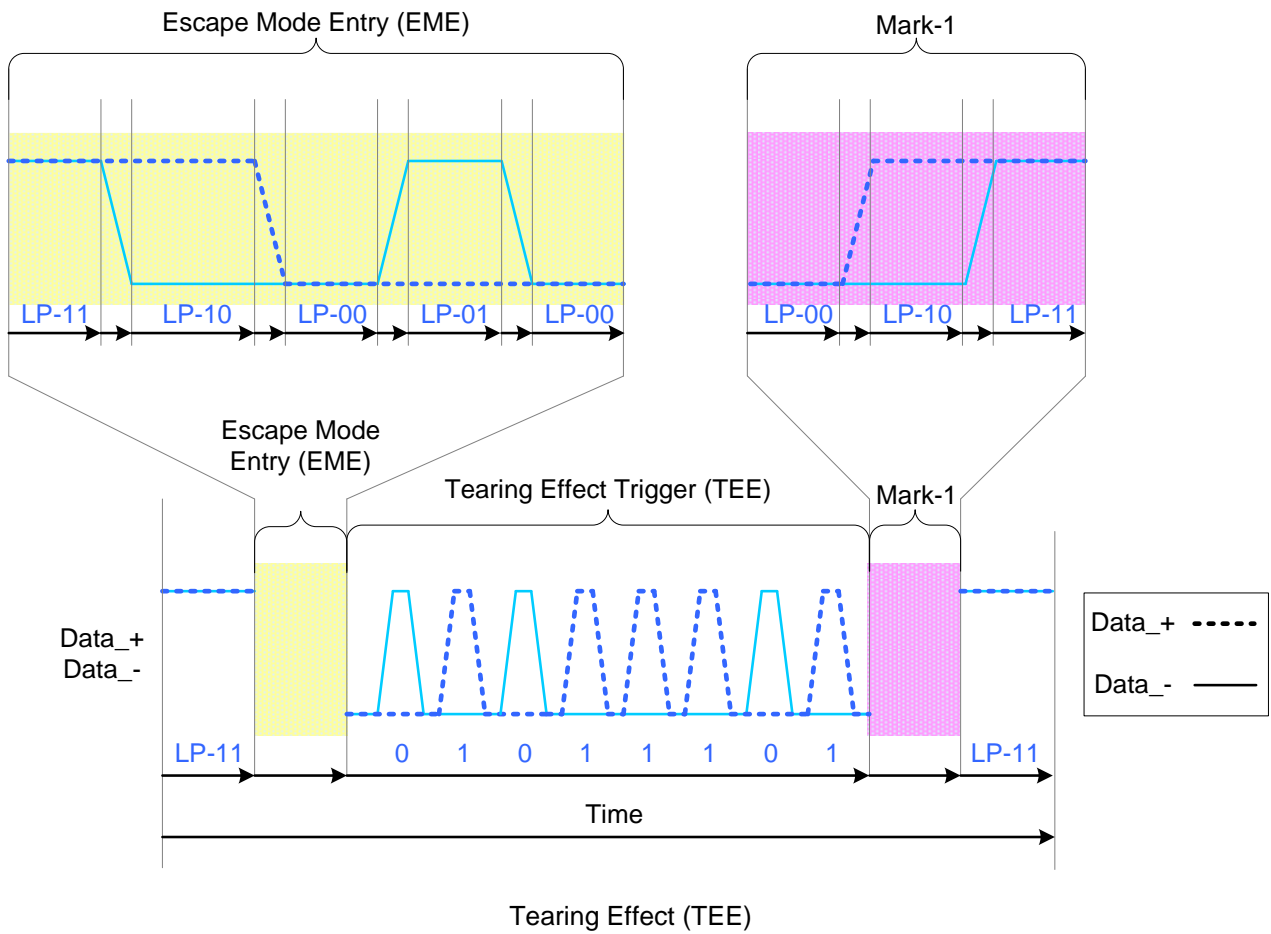 Escape Mode Entry (EME)
Mark-1
LP-11 LP-10 LP-00 LP-01 LP-00
LP-00 LP-10 LP-11
Escape Mode
Entry (EME)
Tearing Effect Trigger (TEE)
Mark-1
Data_+
Data_-
LP-11 0 1 0 1 1 1 0 1 LP-11
Time
Data_+
Data_-
Tearing Effect (TEE)